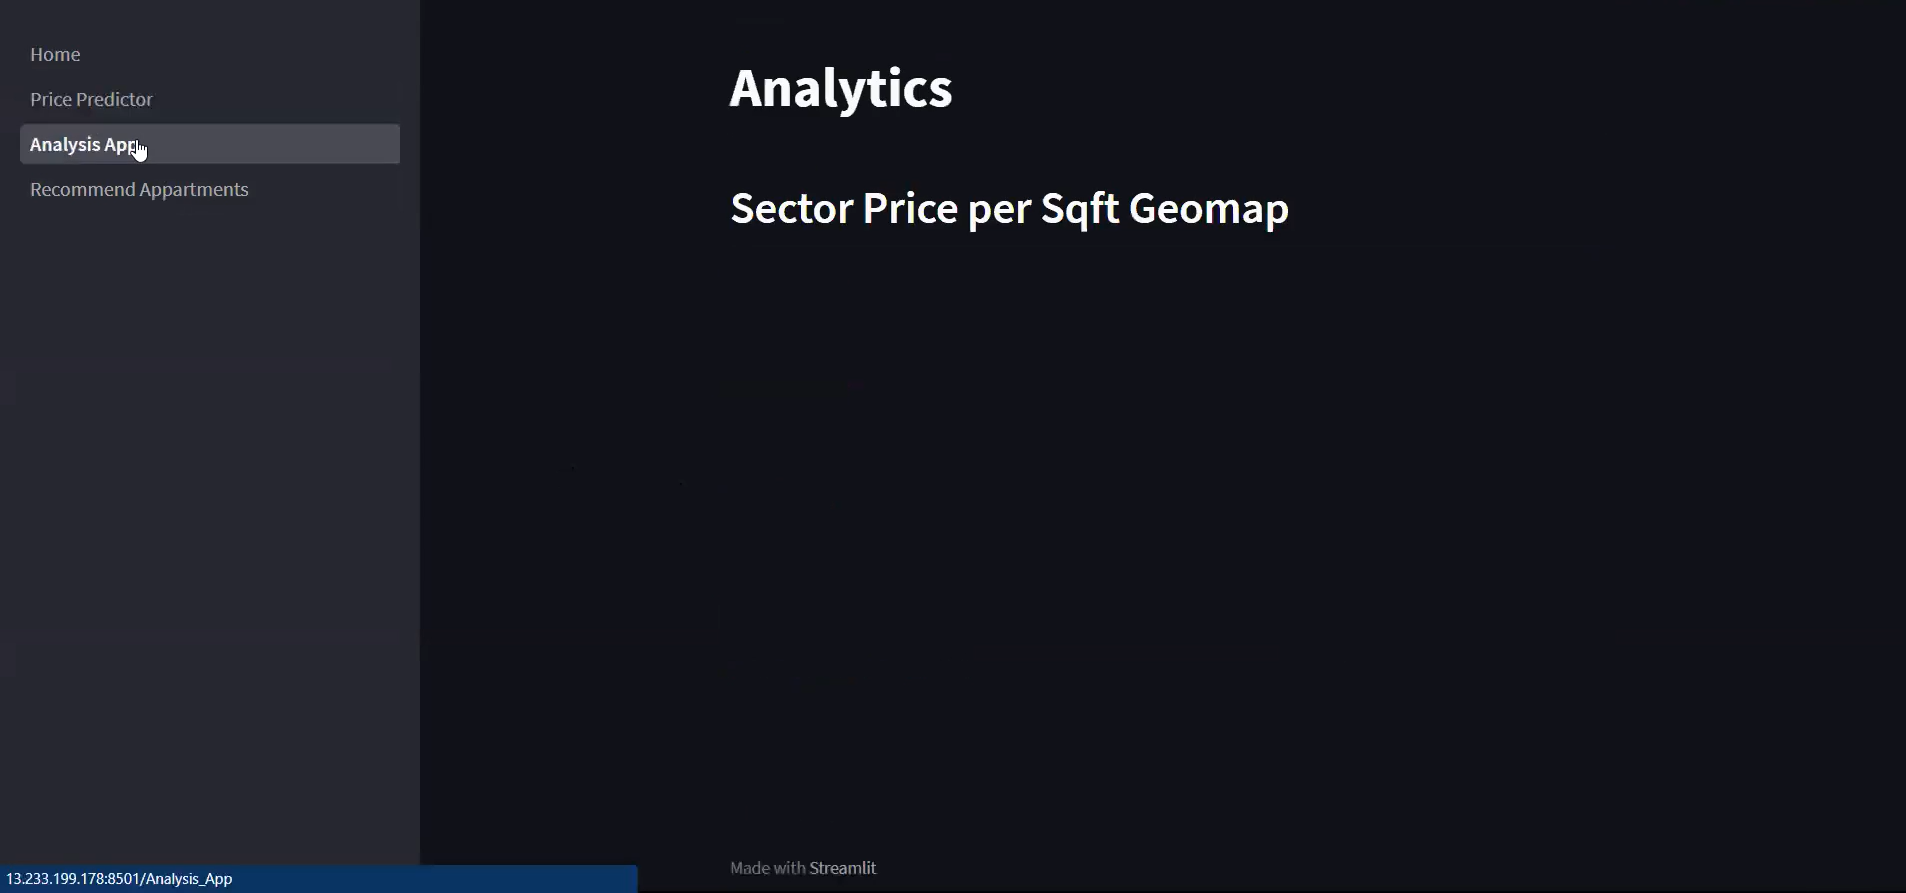 Home
Price Predictor
Analysis App
Recommend Appartments
Analytics
Sector Price per Sqft Geomap
Made with Streamlit
13.233.199.178:8501/Analysis_App